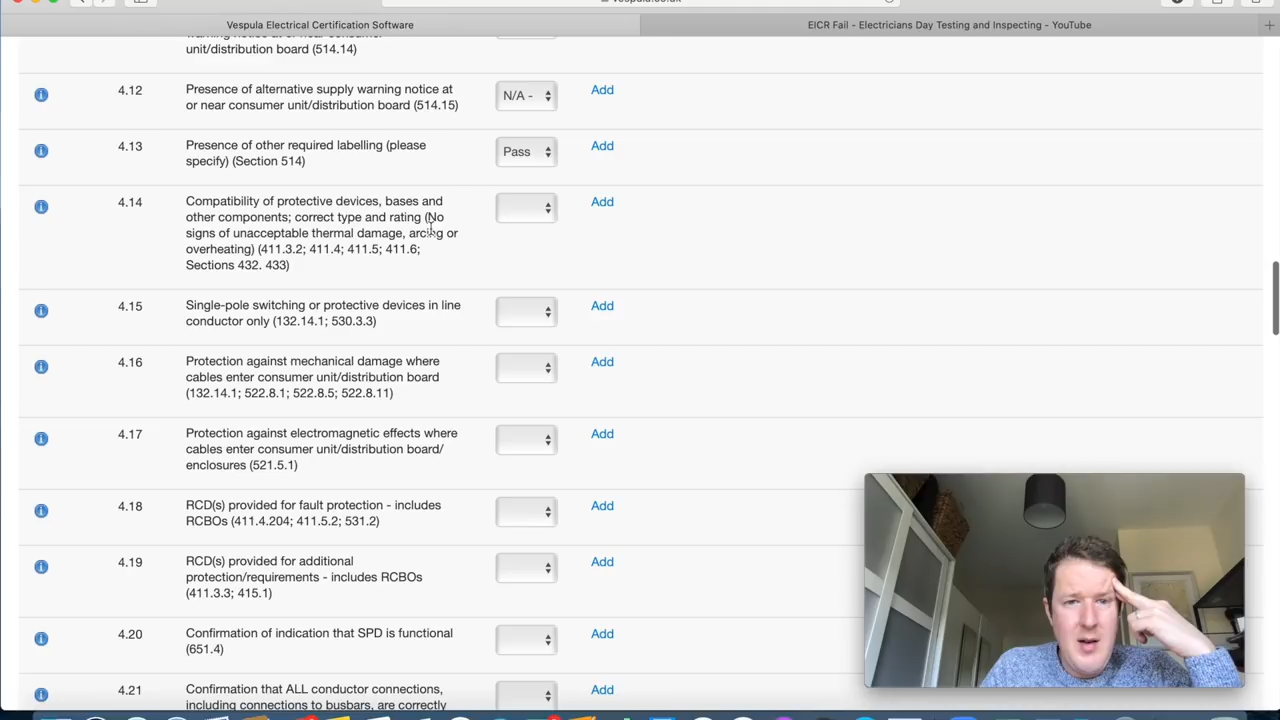 Vespula Electrical Certification Software
EICR Fail - Electricians Day Testing and Inspecting - YouTube
unit/distribution board (514.14)
4.12
Presence of alternative supply warning notice at
or near consumer unit/distribution board (514.15)
N/A -
Add
4.13
Presence of other required labelling (please
specify) (Section 514)
Pass
Add
4.14
Compatibility of protective devices, bases and
other components; correct type and rating (No
signs of unacceptable thermal damage, arcing or
overheating) (411.3.2; 411.4; 411.5; 411.6;
Sections 432. 433)
Add
4.15
Single-pole switching or protective devices in line
conductor only (132.14.1; 530.3.3)
Add
4.16
Protection against mechanical damage where
cables enter consumer unit/distribution board
(132.14.1; 522.8.1; 522.8.5; 522.8.11)
Add
4.17
Protection against electromagnetic effects where
cables enter consumer unit/distribution board/
enclosures (521.5.1)
Add
4.18
RCD(s) provided for fault protection - includes
RCBOs (411.4.204; 411.5.2; 531.2)
Add
4.19
RCD(s) provided for additional
protection/requirements - includes RCBOs
(411.3.3; 415.1)
Add
4.20
Confirmation of indication that SPD is functional
(651.4)
Add
4.21
Confirmation that ALL conductor connections,
including connections to busbars, are correctly
Add